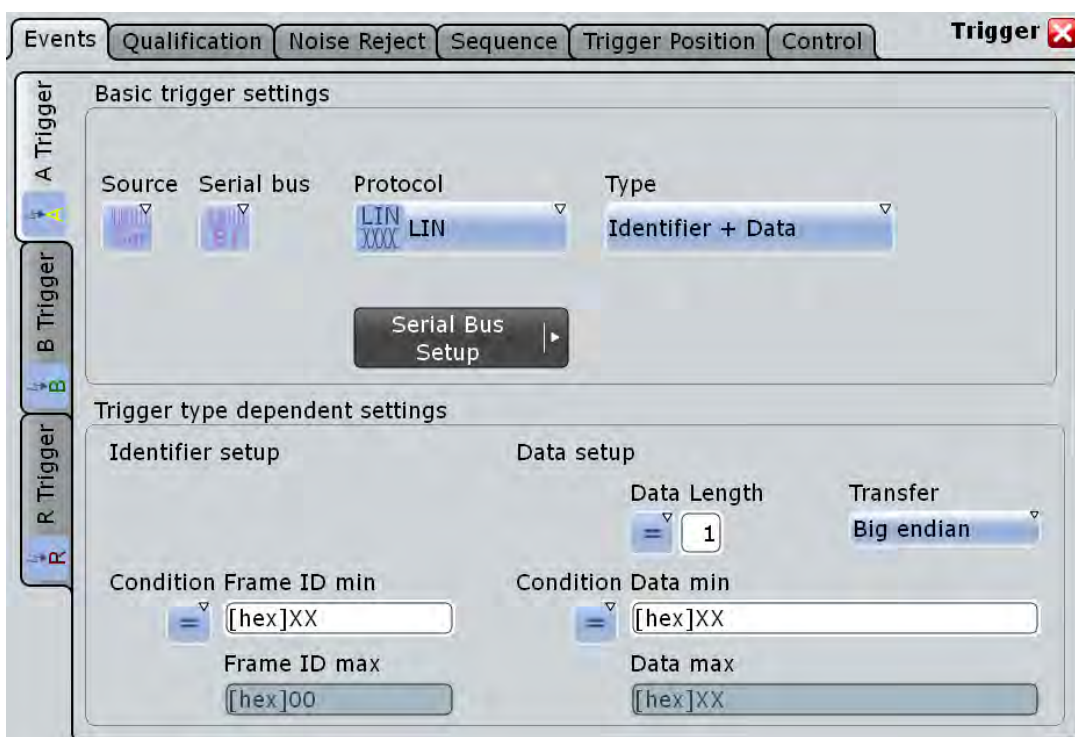 Events Qualification Noise Reject Sequence Trigger Position Control Trigger
A Trigger
A
B Trigger
B
R Trigger
R
Basic trigger settings
Source Serial bus Protocol Type
LIN
XXXX
LIN
Identifier + Data
Serial Bus
Setup
Trigger type dependent settings
Identifier setup Data setup
Data Length Transfer
= 1 Big endian
Condition Frame ID min Condition Data min
= [hex]XX = [hex]XX
Frame ID max Data max
[hex]00 [hex]XX